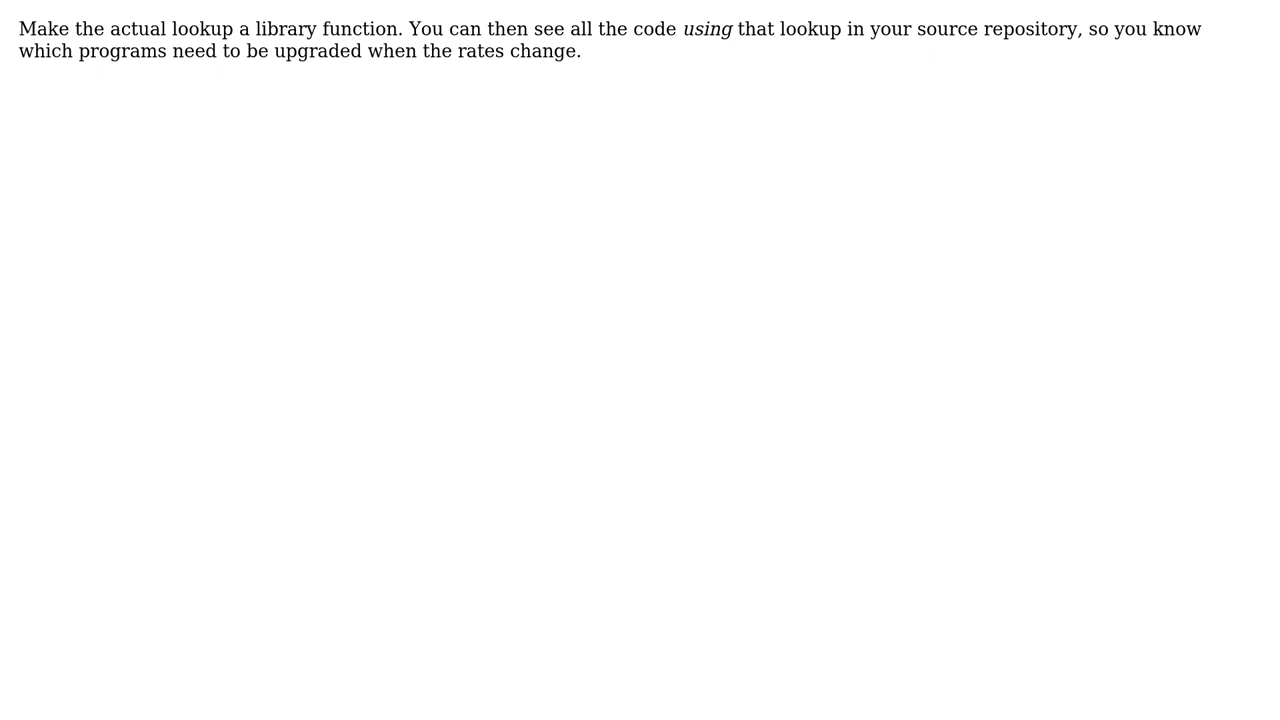 Make the actual lookup a library function. You can then see all the code using that lookup in your source repository, so you know
which programs need to be upgraded when the rates change.